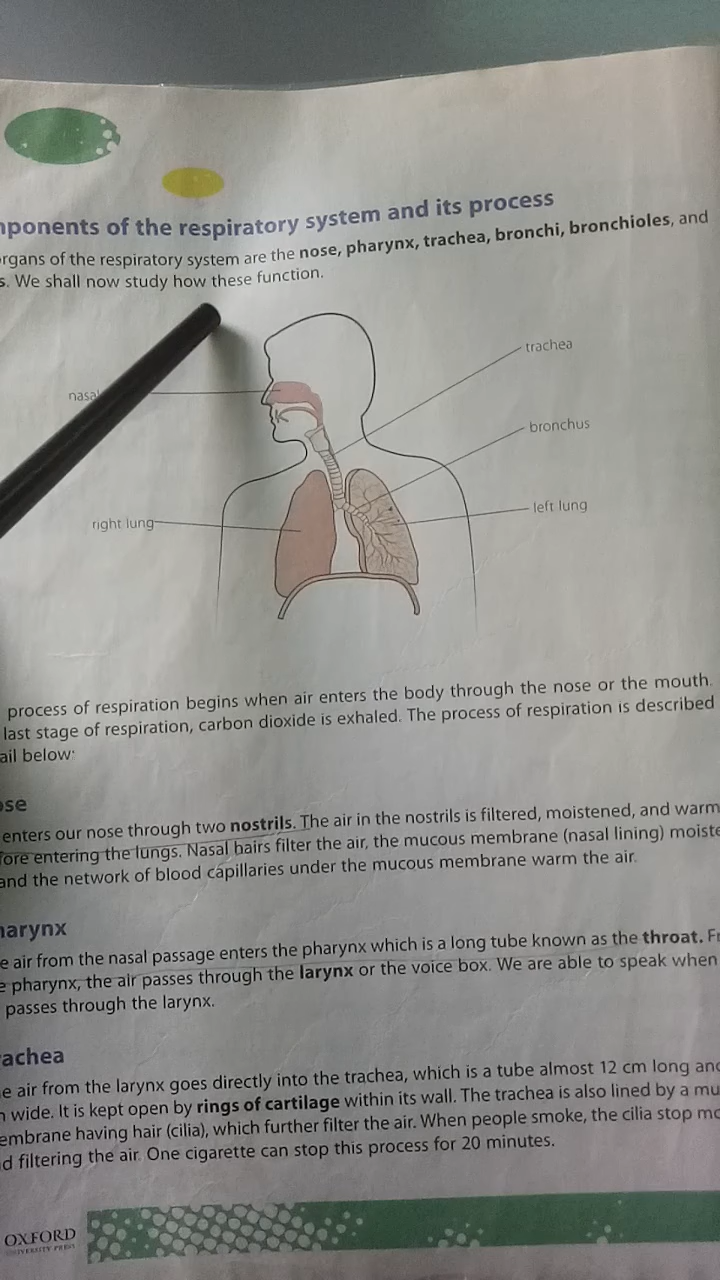 ponents of the respiratory system and its process
organs of the respiratory system are the nose, pharynx, trachea, bronchi, bronchioles, and
s. We shall now study how these function.
trachea
nasal
bronchus
left lung
right lung
process of respiration begins when air enters the body through the nose or the mouth.
last stage of respiration, carbon dioxide is exhaled. The process of respiration is described
ail below:
ose
enters our nose through two nostrils. The air in the nostrils is filtered, moistened, and warm
fore entering the lungs. Nasal hairs filter the air, the mucous membrane (nasal lining) moiste
and the network of blood capillaries under the mucous membrane warm the air.
harynx
e air from the nasal passage enters the pharynx which is a long tube known as the throat. Fr
e pharynx, the air passes through the larynx or the voice box. We are able to speak when
passes through the larynx.
rachea
e air from the larynx goes directly into the trachea, which is a tube almost 12 cm long and
n wide. It is kept open by rings of cartilage within its wall. The trachea is also lined by a mu
embrane having hair (cilia), which further filter the air. When people smoke, the cilia stop mo
d filtering the air. One cigarette can stop this process for 20 minutes.
OXFORD
UNIVERSITY PRESS